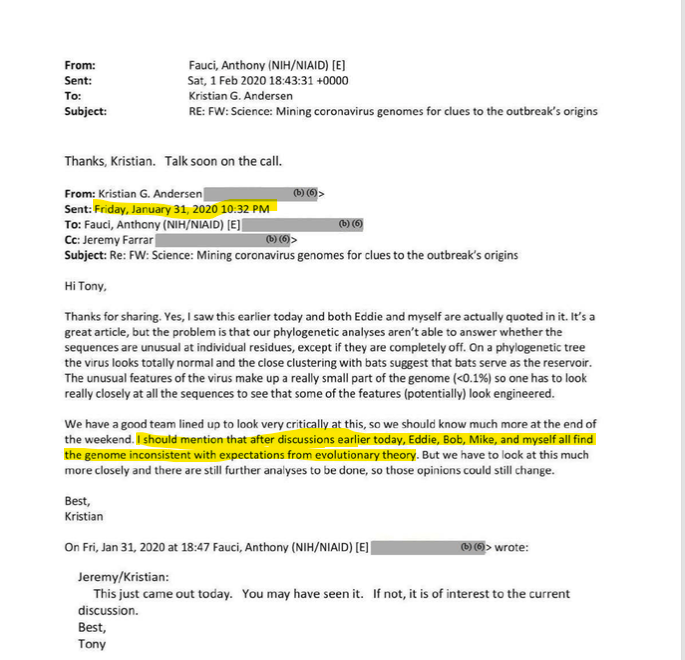 From: Fauci, Anthony (NIH/NIAID) [E]
Sent: Sat, 1 Feb 2020 18:43:31 +0000
To: Kristian G. Andersen
Subject: RE: FW: Science: Mining coronavirus genomes for clues to the outbreak's origins
Thanks, Kristian. Talk soon on the call.
From: Kristian G. Andersen (b) (6)>
Sent: Friday, January 31, 2020 10:32 PM
To: Fauci, Anthony (NIH/NIAID) [E] (b) (6)
Cc: Jeremy Farrar (b) (6)>
Subject: Re: FW: Science: Mining coronavirus genomes for clues to the outbreak's origins
Hi Tony,
Thanks for sharing. Yes, I saw this earlier today and both Eddie and myself are actually quoted in it. It's a
great article, but the problem is that our phylogenetic analyses aren't able to answer whether the
sequences are unusual at individual residues, except if they are completely off. On a phylogenetic tree
the virus looks totally normal and the close clustering with bats suggest that bats serve as the reservoir.
The unusual features of the virus make up a really small part of the genome (<0.1%) so one has to look
really closely at all the sequences to see that some of the features (potentially) look engineered.
We have a good team lined up to look very critically at this, so we should know much more at the end of
the weekend. I should mention that after discussions earlier today, Eddie, Bob, Mike, and myself all find
the genome inconsistent with expectations from evolutionary theory. But we have to look at this much
more closely and there are still further analyses to be done, so those opinions could still change.
Best,
Kristian
On Fri, Jan 31, 2020 at 18:47 Fauci, Anthony (NIH/NIAID) [E] (b) (6)> wrote:
Jeremy/Kristian:
This just came out today. You may have seen it. If not, it is of interest to the current
discussion.
Best,
Tony